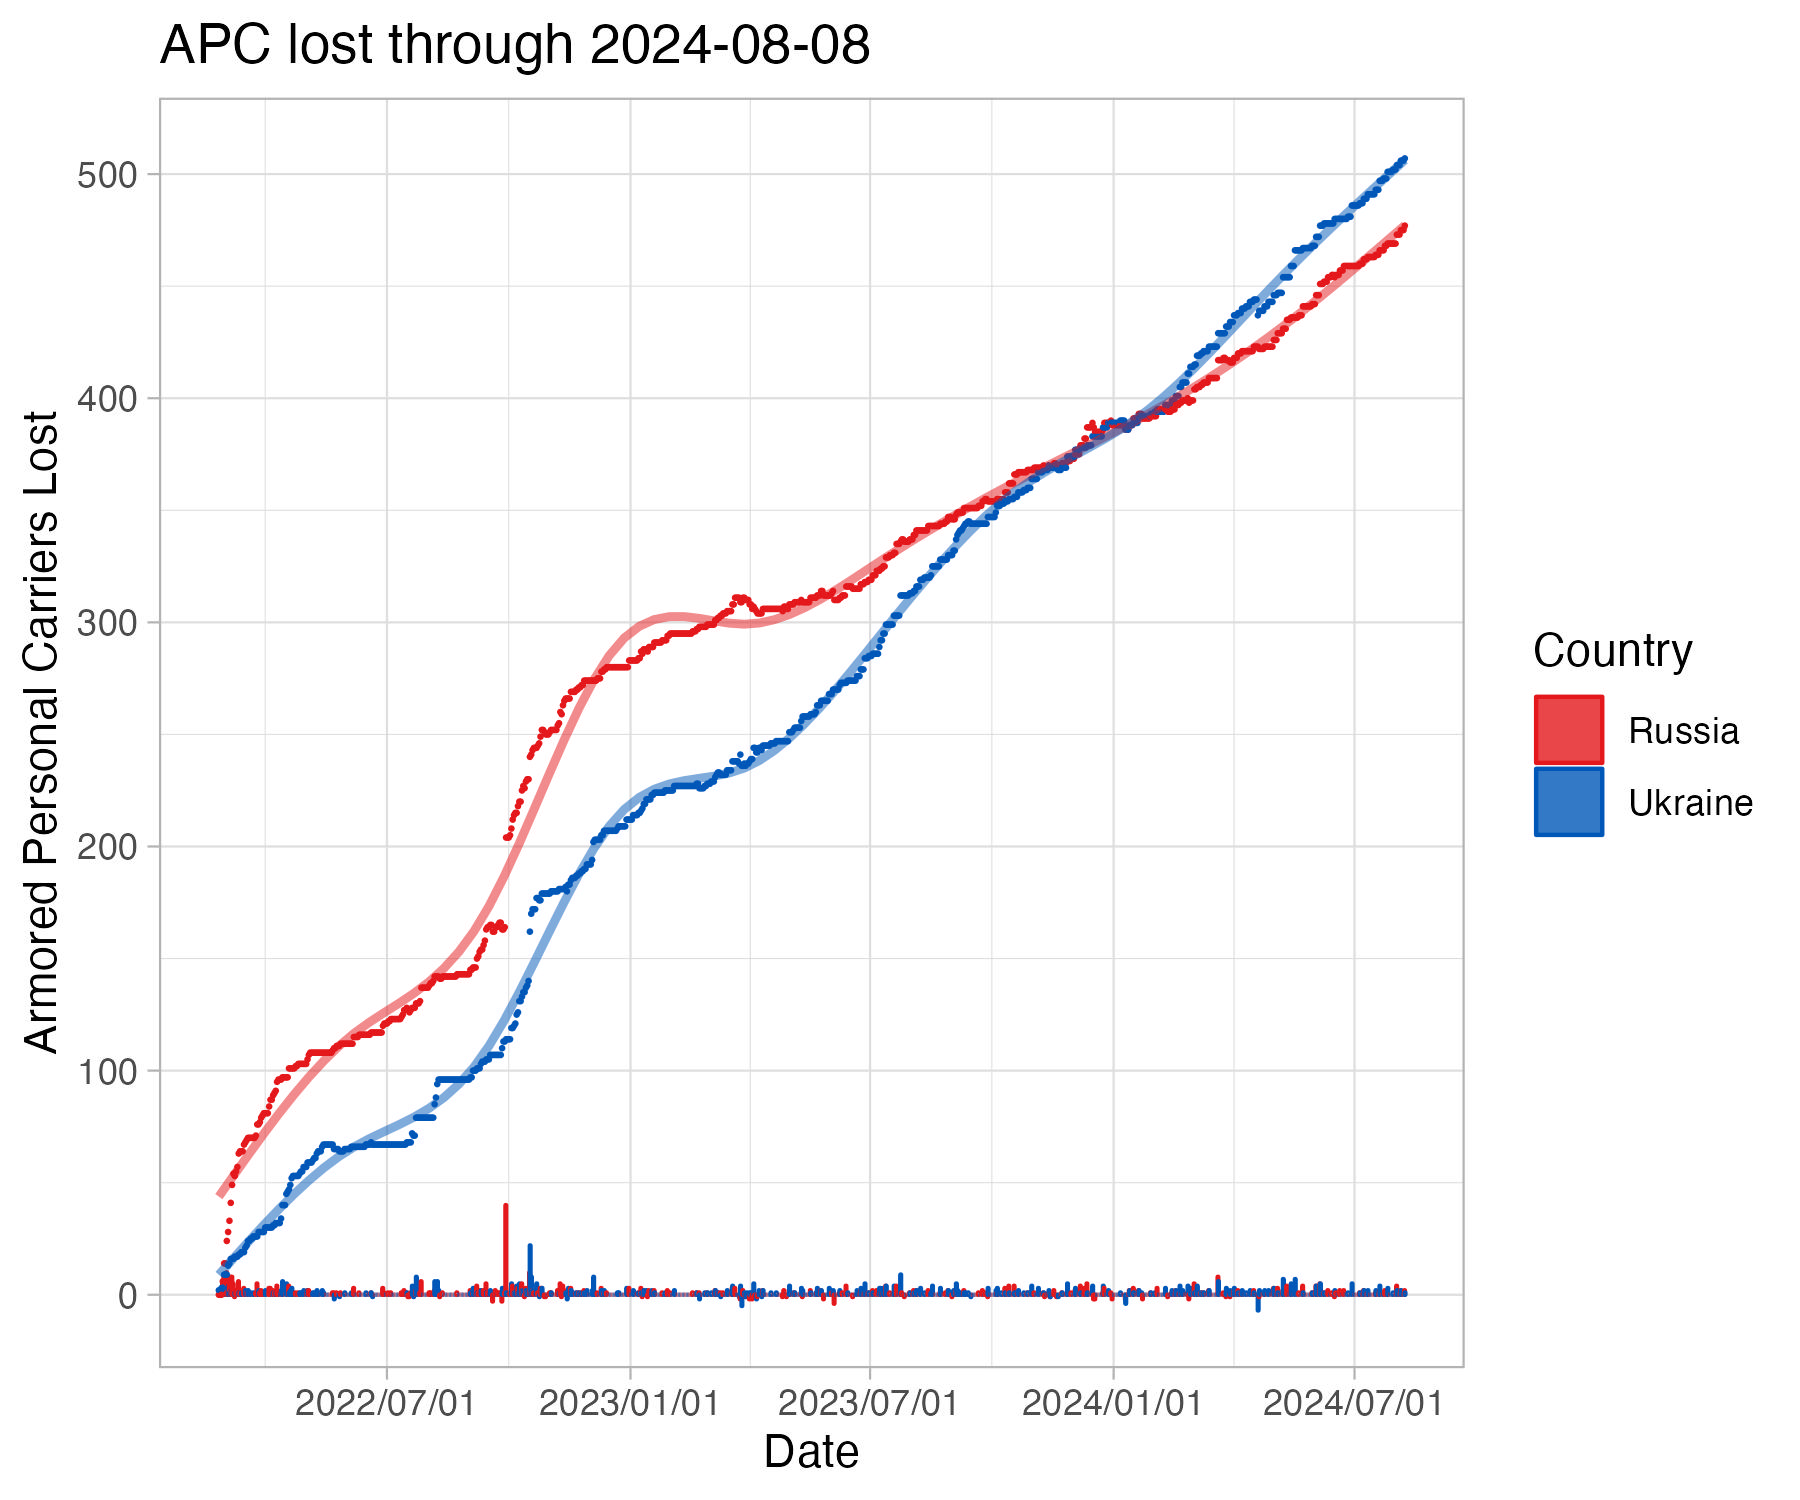 APC lost through 2024-08-08
Armored Personal Carriers Lost
500
400
300
200
100
0
2022/07/01
2023/01/01
2023/07/01
2024/01/01
2024/07/01
Date
Country
Russia
Ukraine